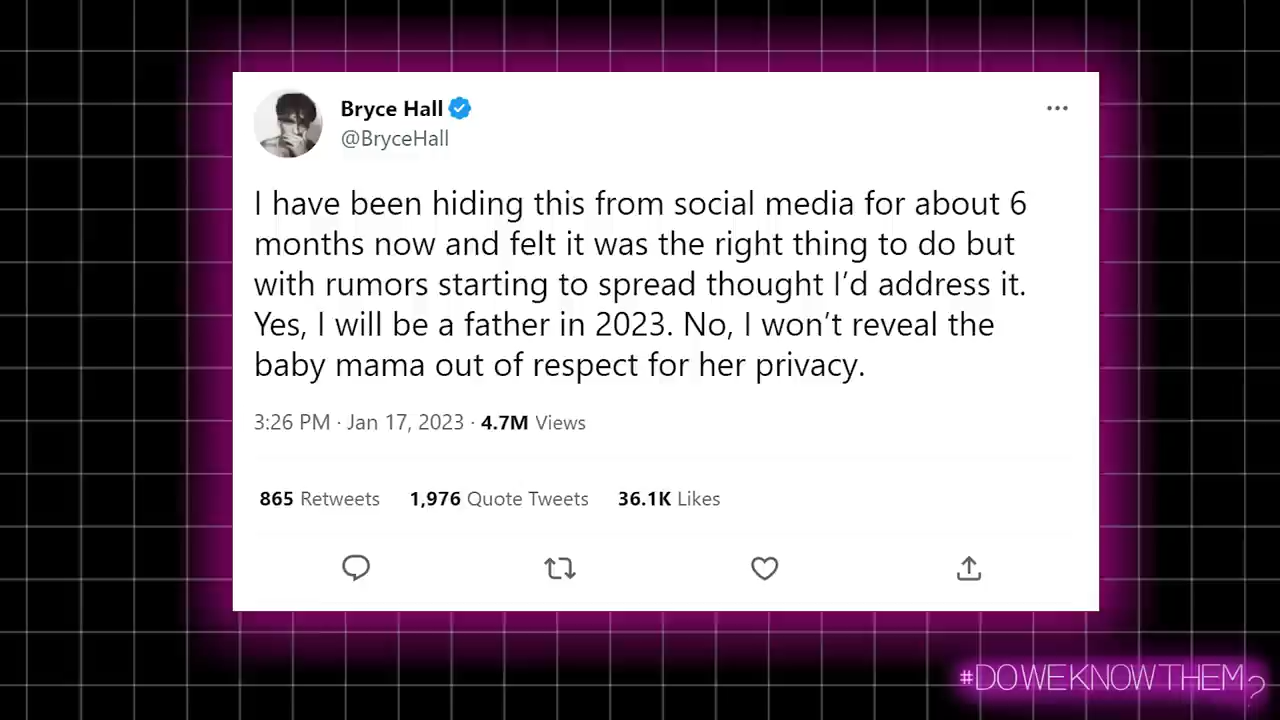 Bryce Hall
@BryceHall
I have been hiding this from social media for about 6
months now and felt it was the right thing to do but
with rumors starting to spread thought I’d address it.
Yes, I will be a father in 2023. No, I won’t reveal the
baby mama out of respect for her privacy.
3:26 PM · Jan 17, 2023 · 4.7M Views
865 Retweets 1,976 Quote Tweets 36.1K Likes
#DOWEKNOWTHEM?